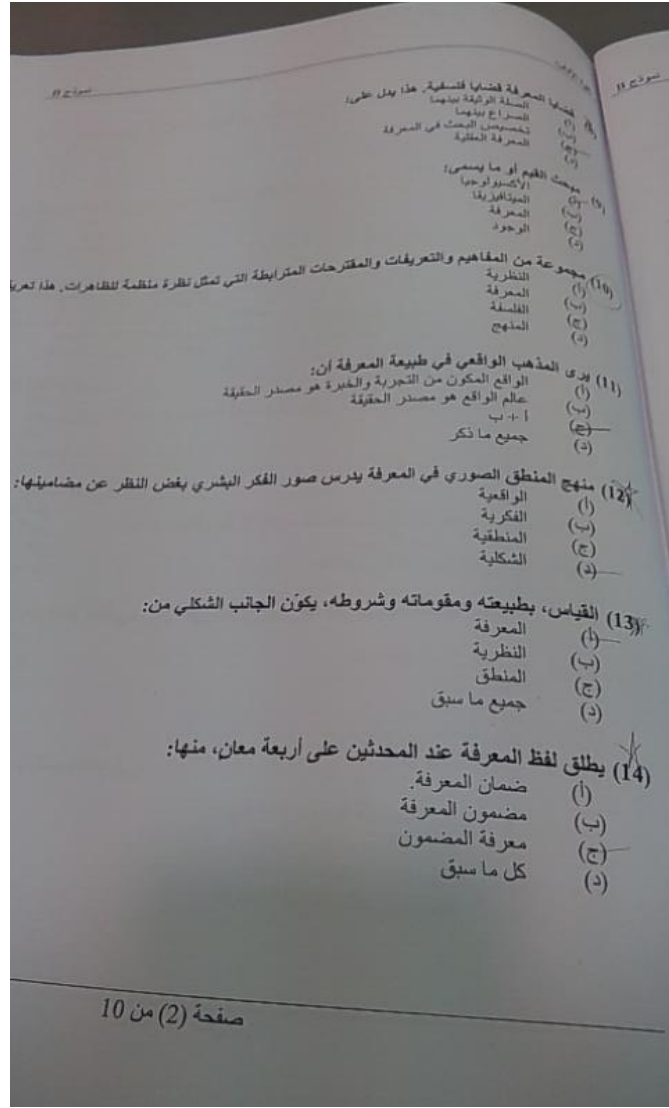 نموذج B
نموذج B
قضايا المعرفة قضايا فلسفية. هذا يدل على:
(أ) الصلة الوثيقة بينهما
(ب) الصراع بينهما
(ج) تخصيص البحث في المعرفة
(د) المعرفة العقلية
(9) مبحث القيم أو ما يسمى:
(أ) الأكسيولوجيا
(ب) الميتافيزيقا
(ج) المعرفة
(د) الوجود
(10) مجموعة من المفاهيم والتعريفات والمقترحات المترابطة التي تمثل نظرة منظمة للظاهرات. هذا
(أ) النظرية
(ب) المعرفة
(ج) الفلسفة
(د) المنهج
(11) يرى المذهب الواقعي في طبيعة المعرفة أن:
(أ) الواقع المكون من التجربة والخبرة هو مصدر الحقيقة
(ب) عالم الواقع هو مصدر الحقيقة
(ج) أ + ب
(د) جميع ما ذكر
(12) منهج المنطق الصوري في المعرفة يدرس صور الفكر البشري بغض النظر عن مضامينها:
(أ) الواقعية
(ب) الفكرية
(ج) المنطقية
(د) الشكلية
(13) القياس، بطبيعته ومقوماته وشروطه، يكوّن الجانب الشكلي من:
(أ) المعرفة
(ب) النظرية
(ج) المنطق
(د) جميع ما سبق
(14) يطلق لفظ المعرفة عند المحدثين على أربعة معانٍ، منها:
(أ) ضمان المعرفة.
(ب) مضمون المعرفة
(ج) معرفة المضمون
(د) كل ما سبق
صفحة (2) من 10